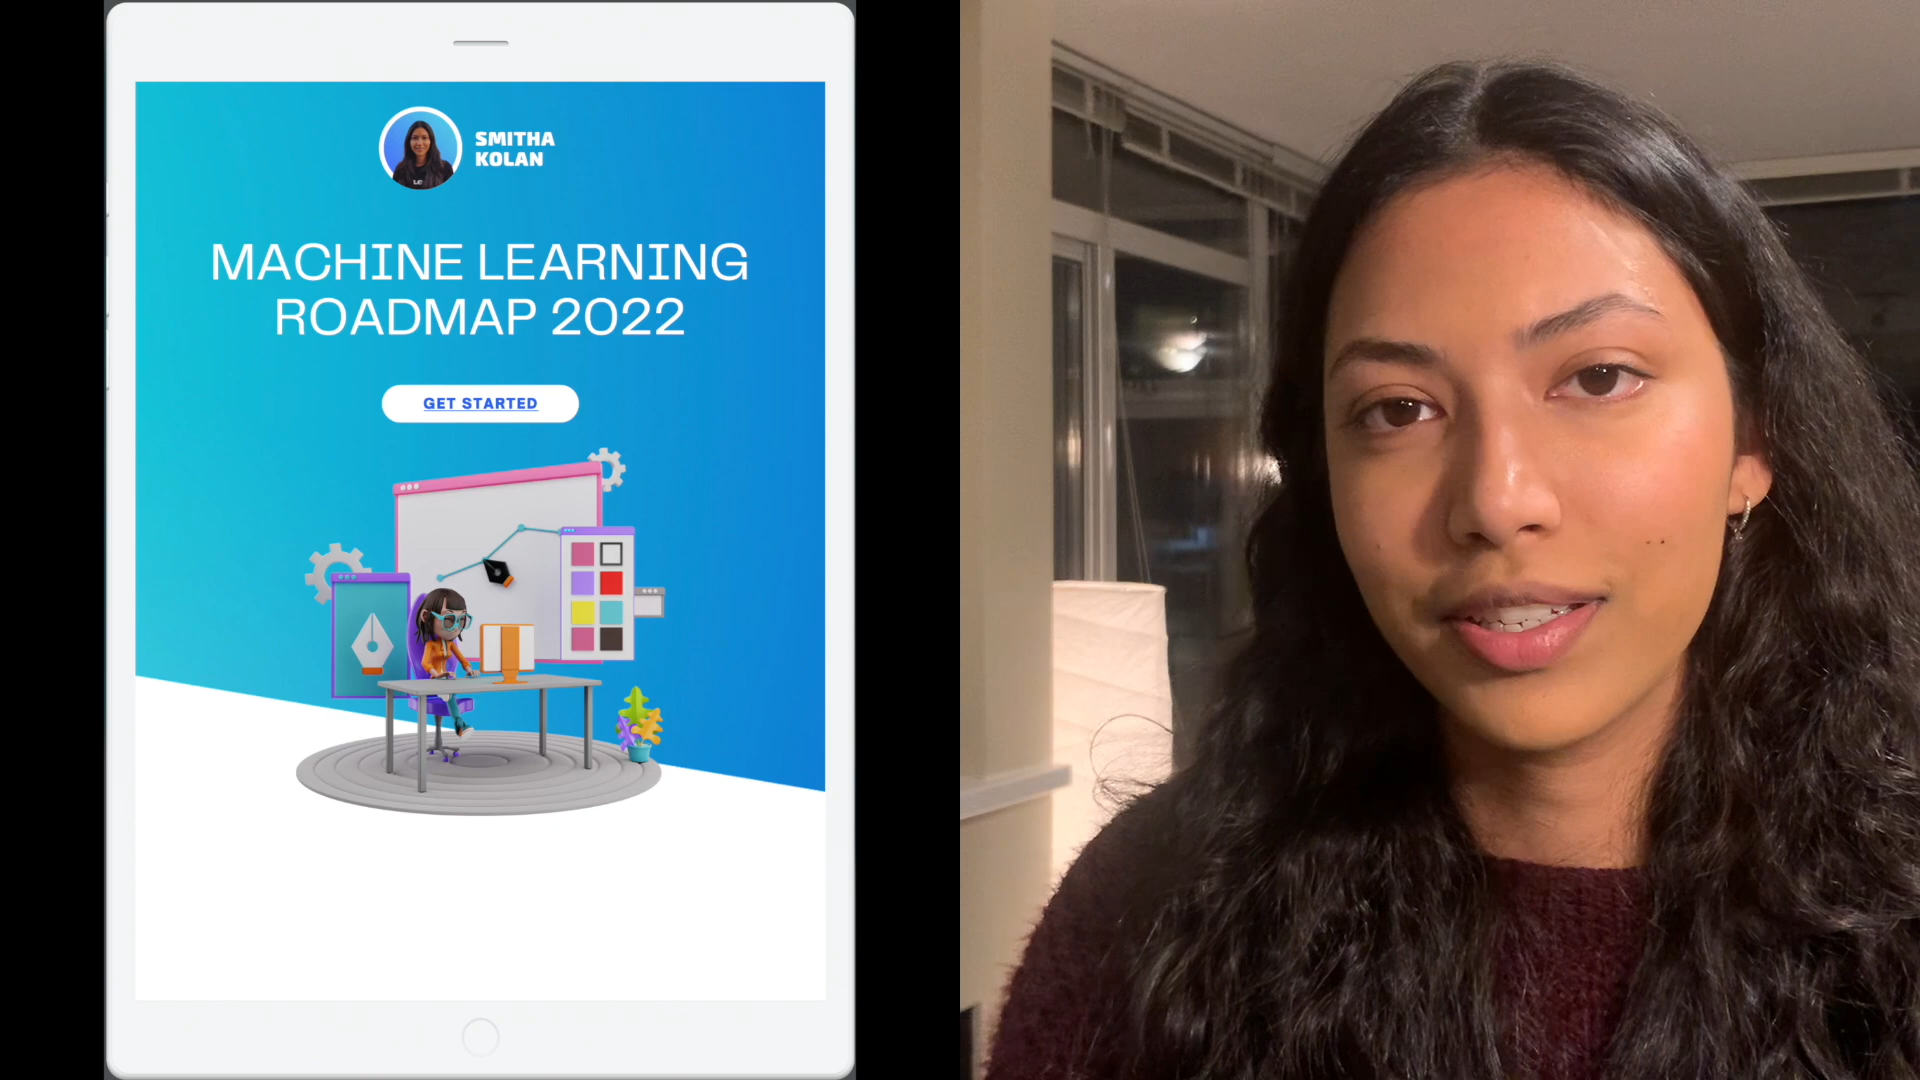 SMITHA
KOLAN
MACHINE LEARNING
ROADMAP 2022
GET STARTED